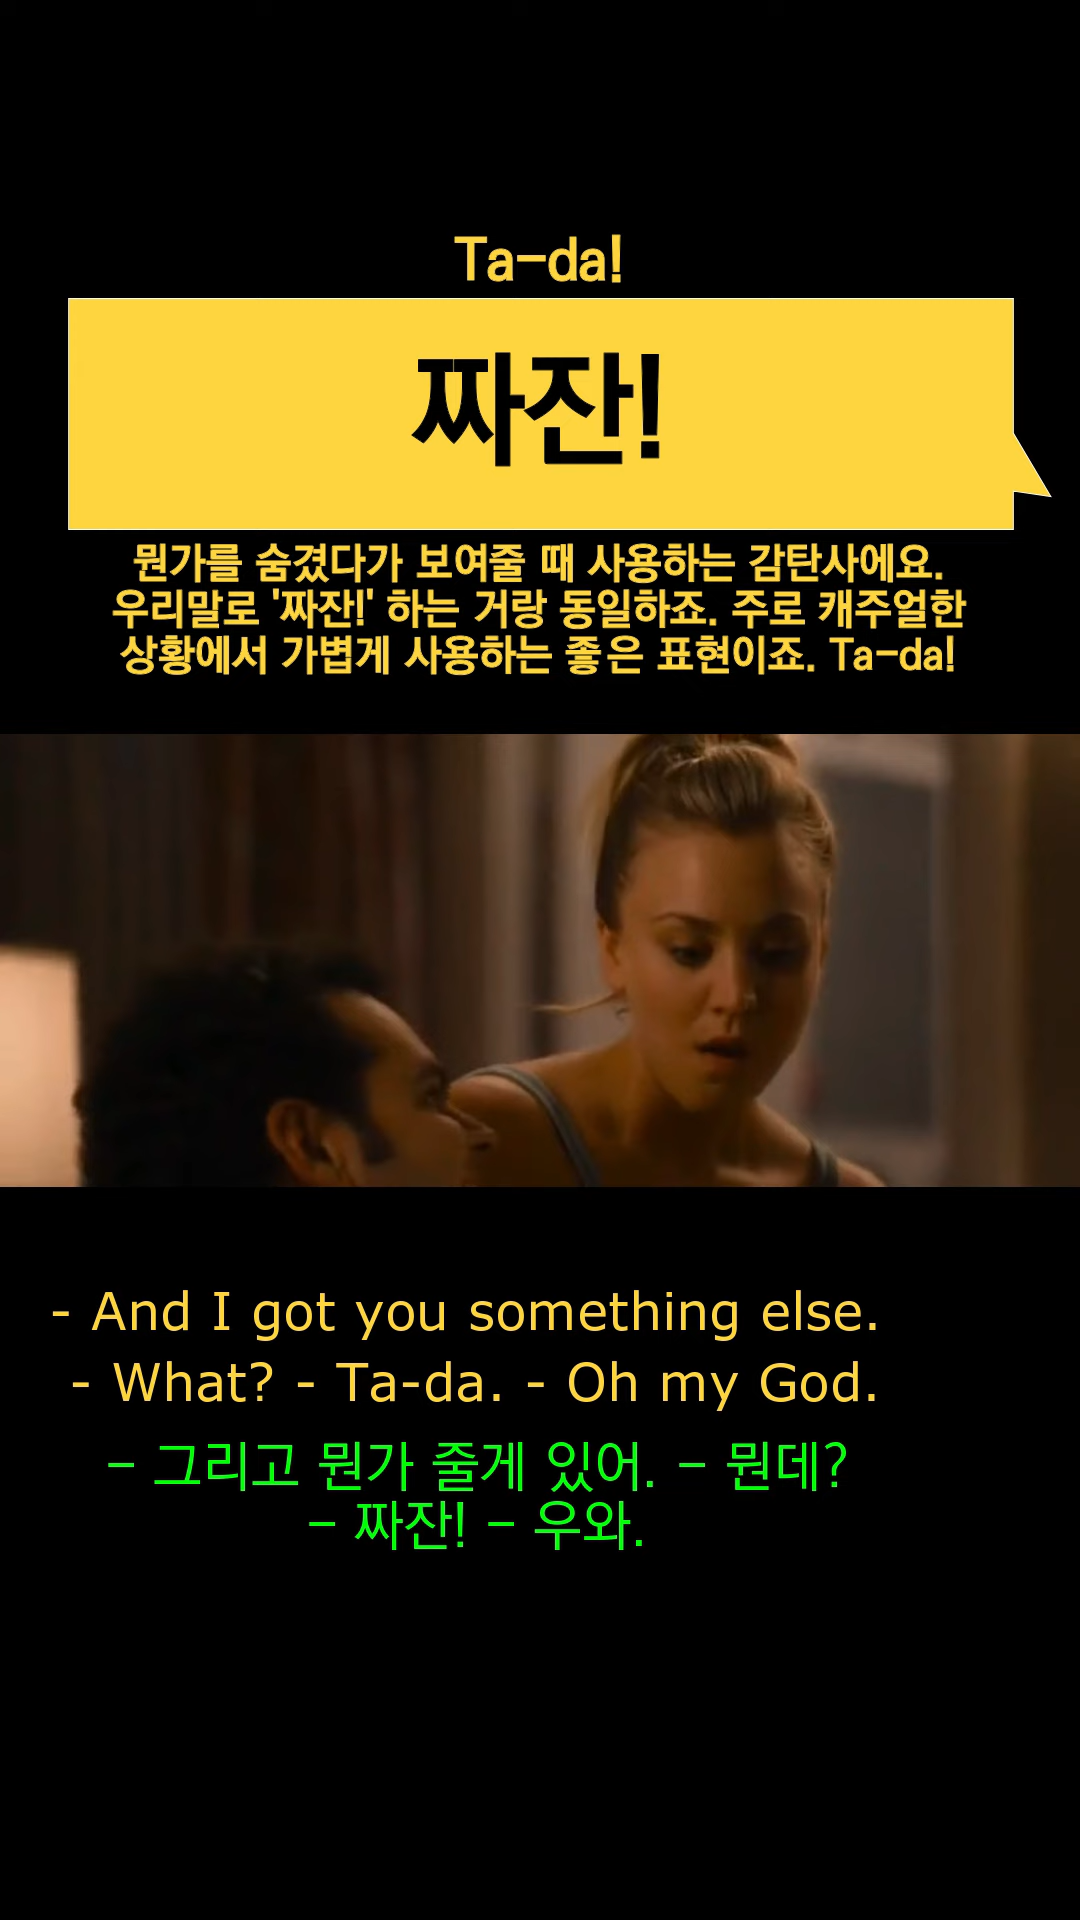 Ta-da!
짜잔!
뭔가를 숨겼다가 보여줄 때 사용하는 감탄사에요.
우리말로 '짜잔!' 하는 거랑 동일하죠. 주로 캐주얼한
상황에서 가볍게 사용하는 좋은 표현이죠. Ta-da!
- And I got you something else.
- What? - Ta-da. - Oh my God.
- 그리고 뭔가 줄게 있어. - 뭔데?
- 짜잔! - 우와.